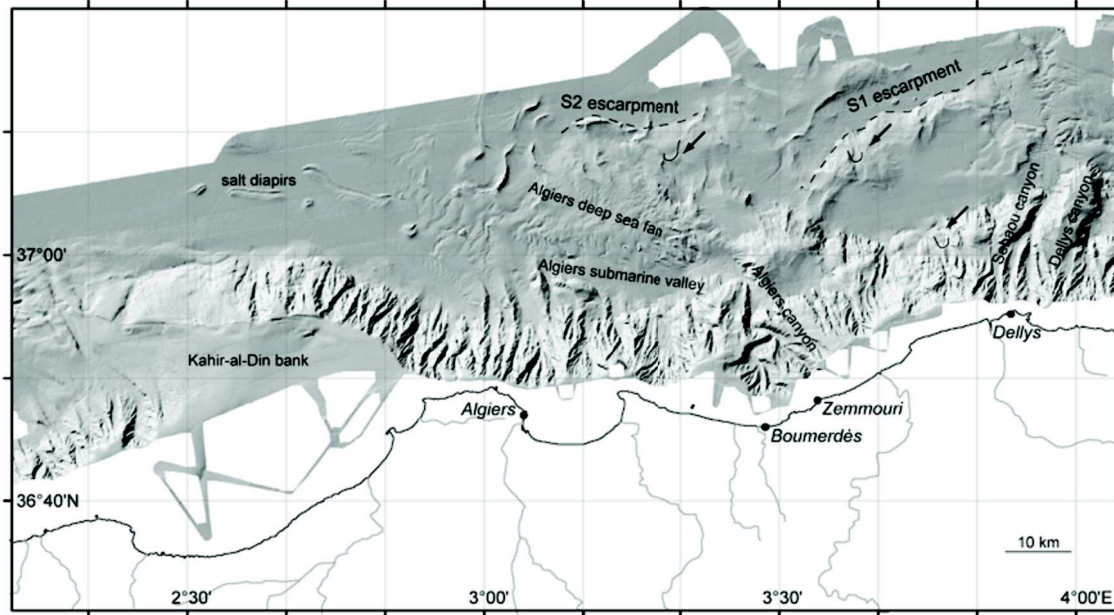 S2 escarpment
S1 escarpment
salt diapirs
Algiers deep sea fan
Sebaou canyon
Dellys canyon
37°00'
Algiers submarine valley
Algiers canyon
Dellys
Kahir-al-Din bank
Algiers
Zemmouri
Boumerdès
36°40'N
10 km
2°30'
3°00'
3°30'
4°00'E